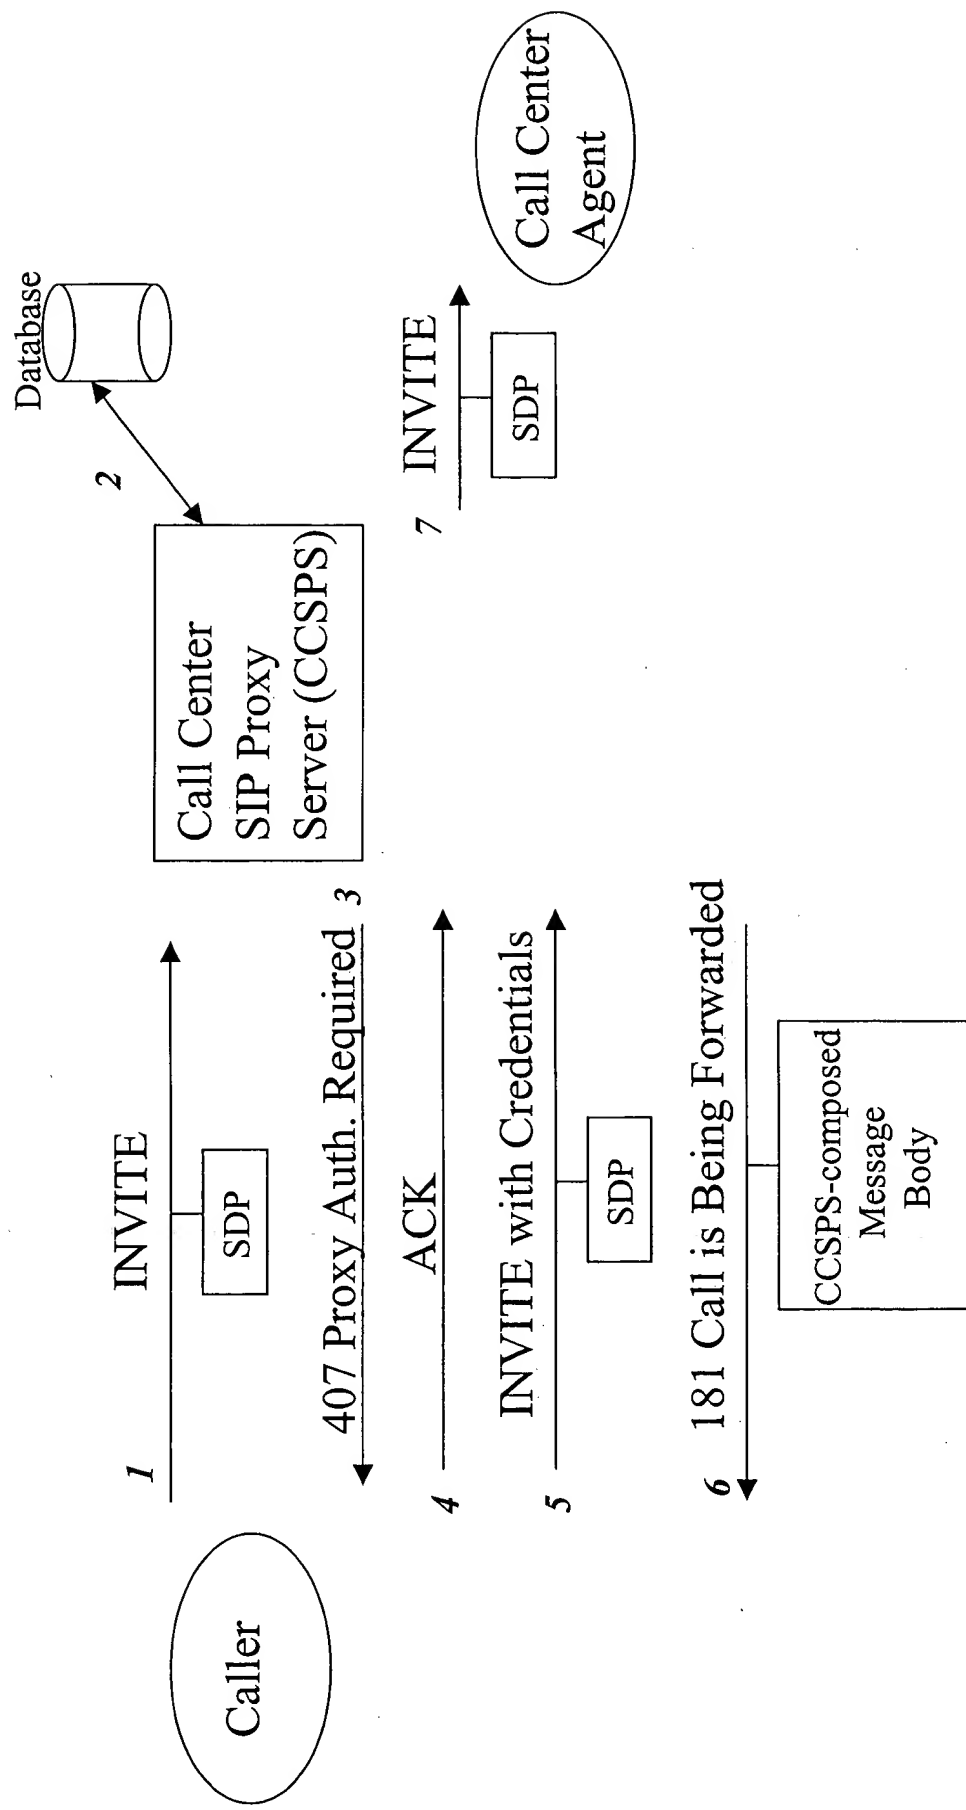 Caller
1
INVITE
SDP
407 Proxy Auth. Required
3
4
ACK
5
INVITE with Credentials
SDP
6
181 Call is Being Forwarded
CCSPS-composed
Message
Body
Call Center
SIP Proxy
Server (CCSPS)
2
Database
7
INVITE
SDP
Call Center
Agent